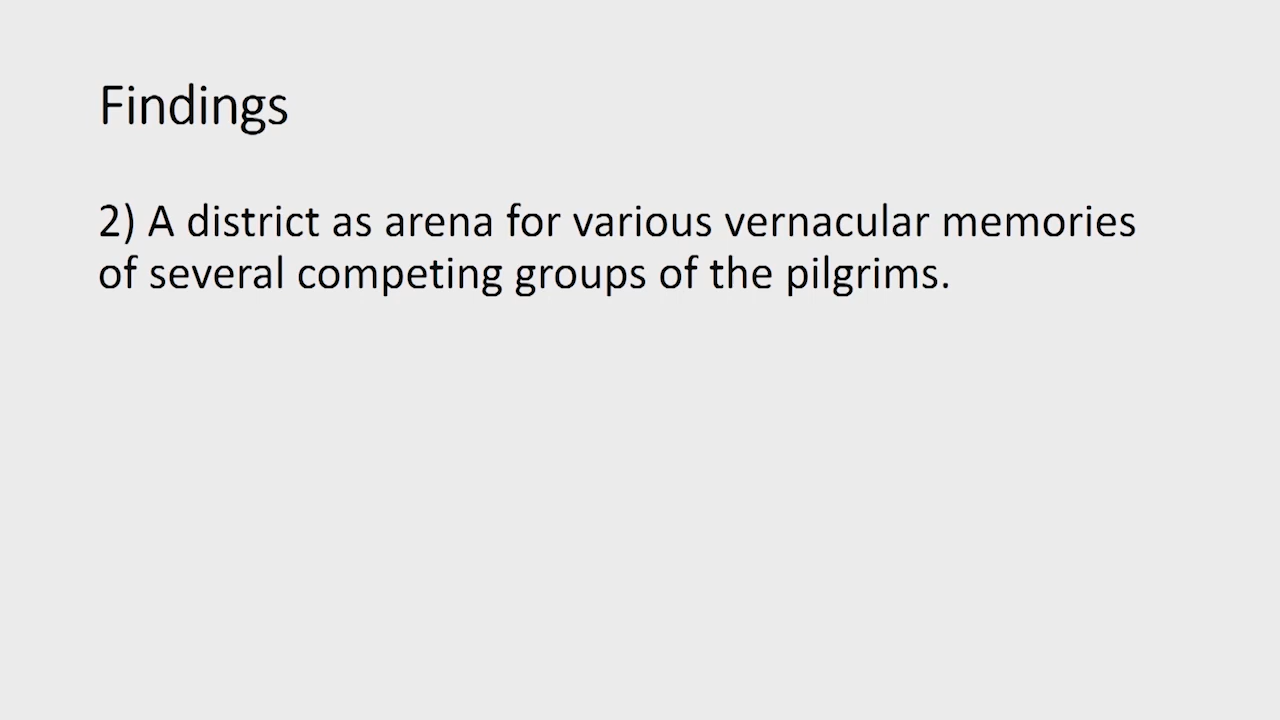 Findings
2) A district as arena for various vernacular memories
of several competing groups of the pilgrims.